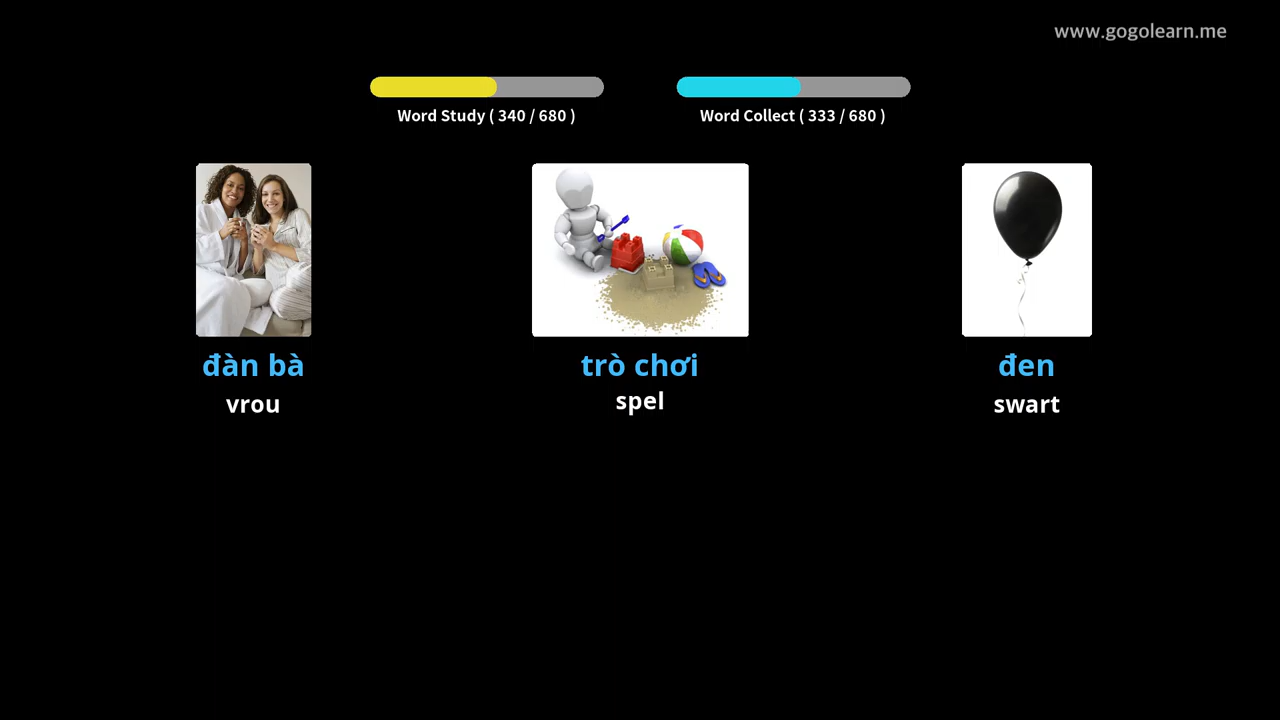 www.gogolearn.me
Word Study ( 340 / 680 )
Word Collect ( 333 / 680 )
đàn bà
vrou
trò chơi
spel
đen
swart